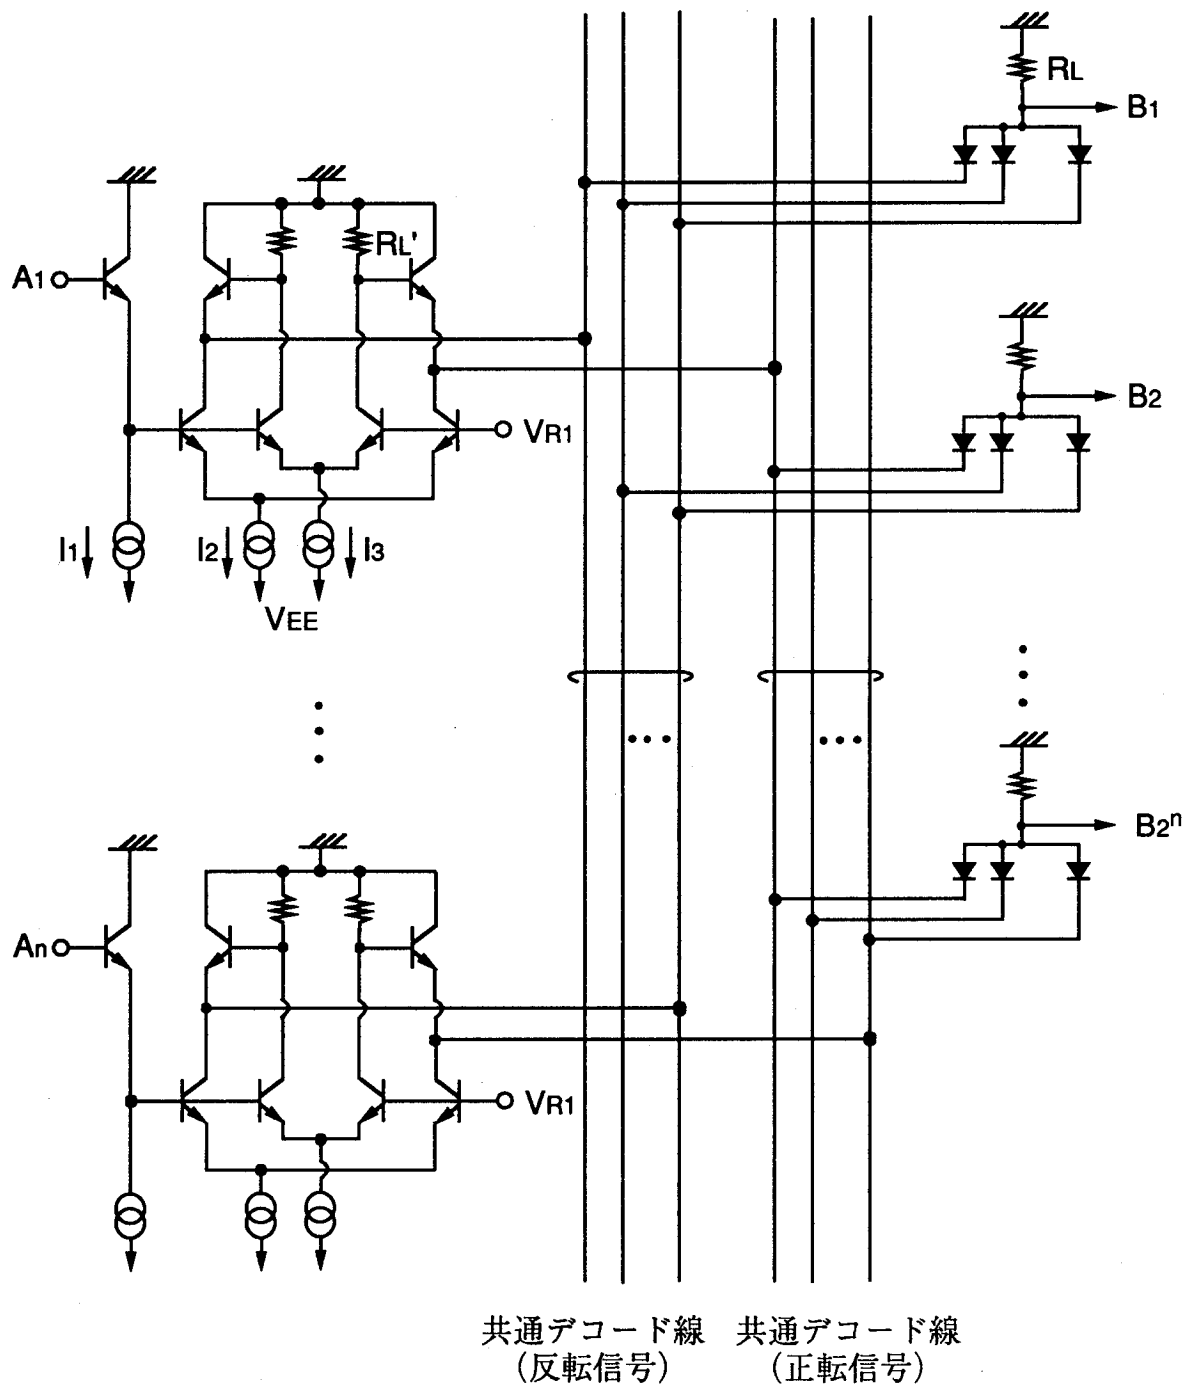 RL
B1
A1
RL'
VR1
B2
I1
I2
I3
VEE
B2ⁿ
An
VR1
共通デコード線 共通デコード線
(反転信号) (正転信号)